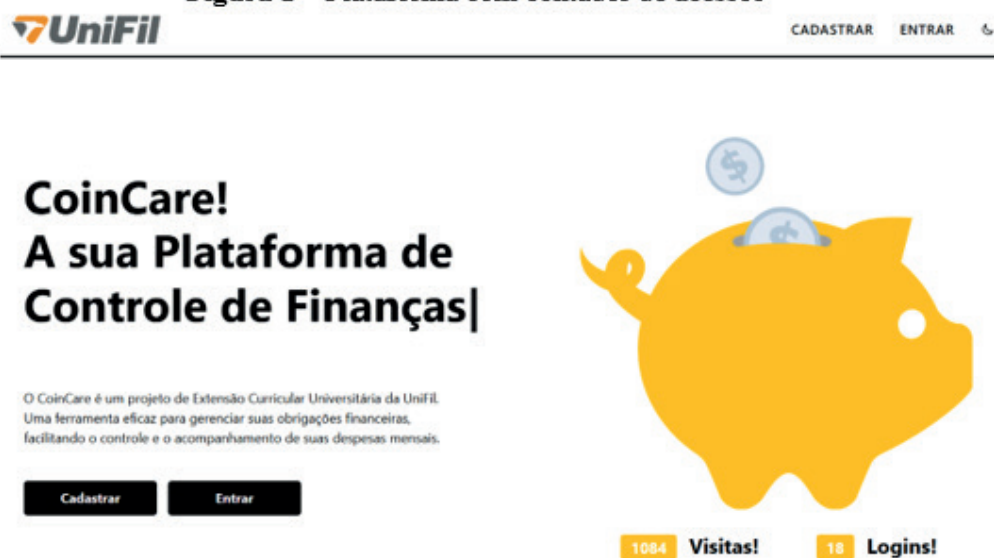 UniFil
CADASTRAR ENTRAR
CoinCare!
A sua Plataforma de
Controle de Finanças|
O CoinCare é um projeto de Extensão Curricular Universitária da UniFil.
Uma ferramenta eficaz para gerenciar suas obrigações financeiras,
facilitando o controle e o acompanhamento de suas despesas mensais.
Cadastrar Entrar
$
$
1084 Visitas! 18 Logins!